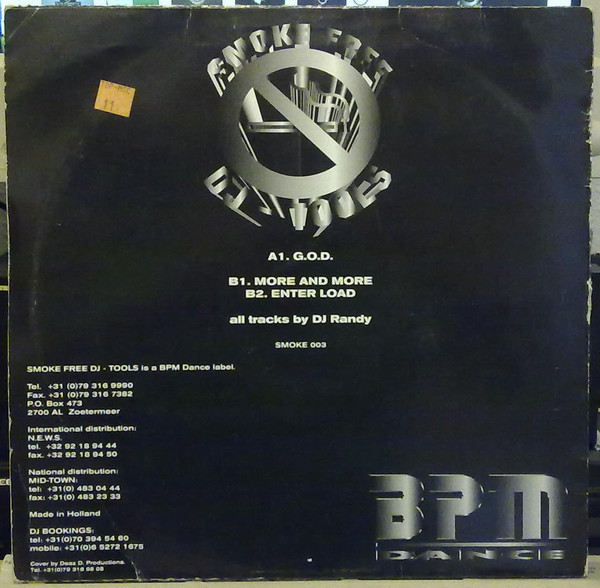 SMOKE FREE
DJ - TOOLS
A1. G.O.D.
B1. MORE AND MORE
B2. ENTER LOAD
all tracks by DJ Randy
SMOKE 003
SMOKE FREE DJ - TOOLS is a BPM Dance label.
Tel. +31 (0)79 316 9990
Fax. +31 (0)79 316 7382
P.O. Box 473
2700 AL Zoetermeer
International distribution:
N.E.W.S.
tel. +32 92 18 94 44
fax. +32 92 18 94 50
National distribution:
MID-TOWN:
tel: +31(0) 483 04 44
fax: +31(0) 483 23 33
Made in Holland
DJ BOOKINGS:
tel: +31(0)70 394 54 60
mobile: +31(0)6 5272 1675
Cover by Deaz D. Productions.
BPM
DANCE